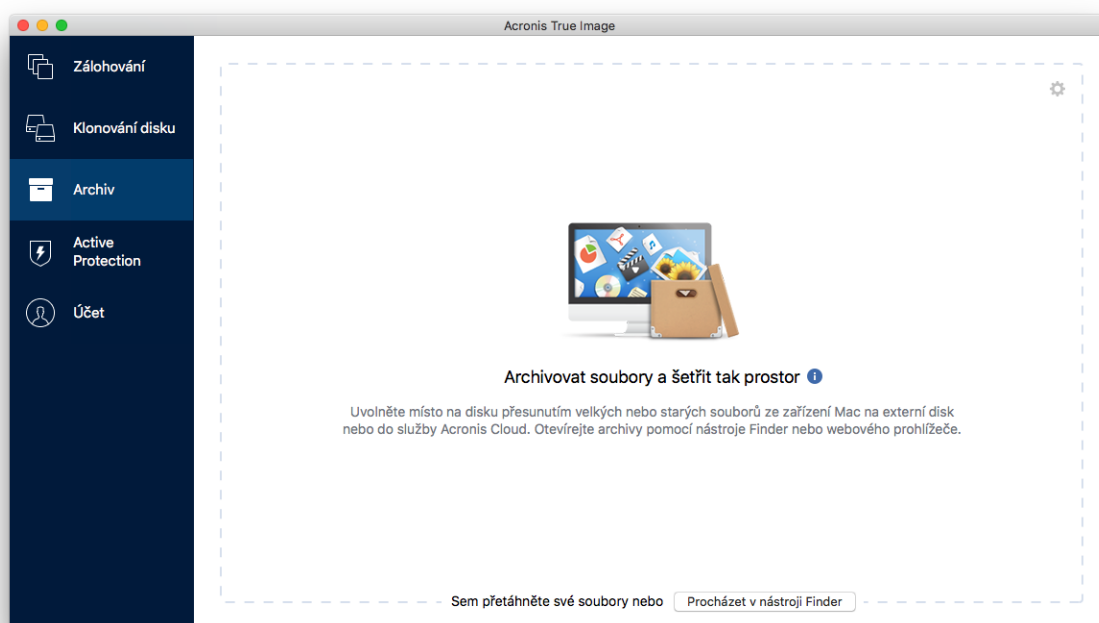 Acronis True Image
Zálohování
Klonování disku
Archiv
Active
Protection
Účet
Archivovat soubory a šetřit tak prostor
Uvolněte místo na disku přesunutím velkých nebo starých souborů ze zařízení Mac na externí disk
nebo do služby Acronis Cloud. Otevírejte archivy pomocí nástroje Finder nebo webového prohlížeče.
Sem přetáhněte své soubory nebo Procházet v nástroji Finder